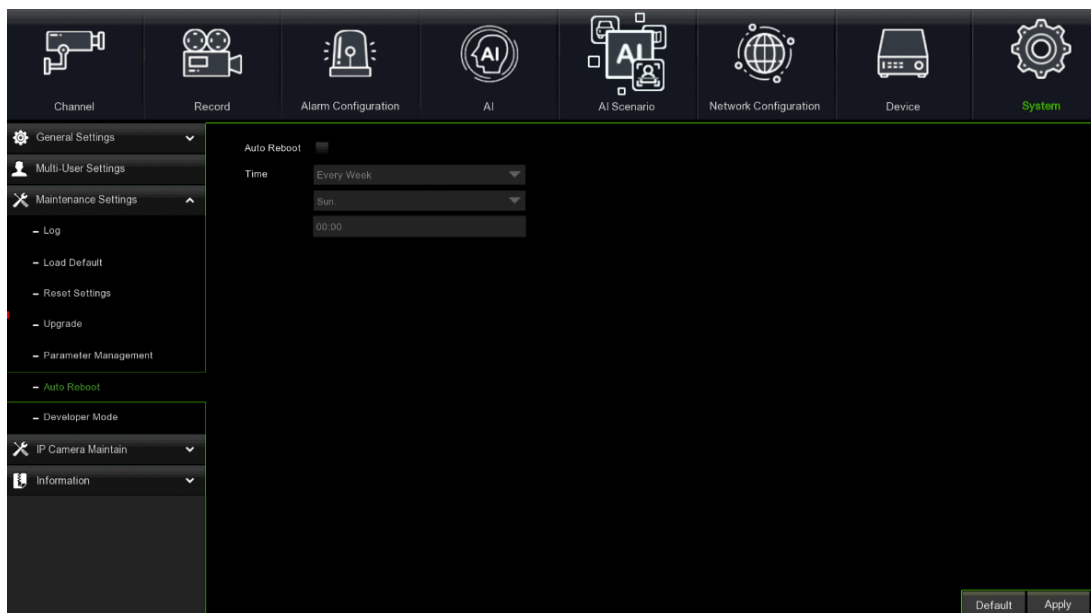 AI
AI
Channel
Record
Alarm Configuration
AI
AI Scenario
Network Configuration
Device
System
General Settings
Multi-User Settings
Maintenance Settings
Log
Load Default
Reset Settings
Upgrade
Parameter Management
Auto Reboot
Developer Mode
IP Camera Maintain
Information
Auto Reboot
Time
Every Week
Sun.
00:00
Default
Apply